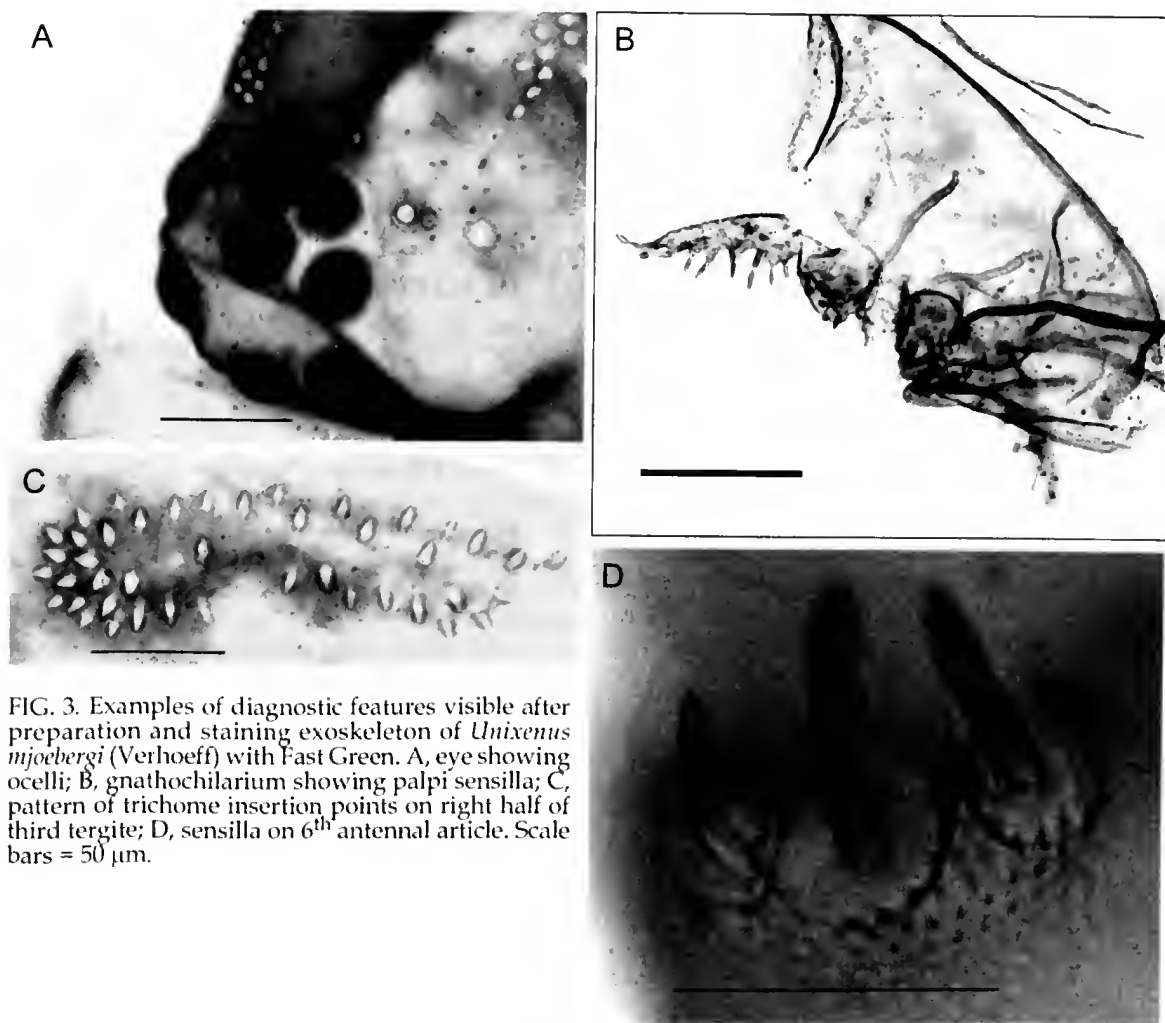 A
B
C
D
FIG. 3. Examples of diagnostic features visible after
preparation and staining exoskeleton of Unixenus
mjoebergi (Verhoeff) with Fast Green. A, eye showing
ocelli; B, gnathochilarium showing palpi sensilla; C,
pattern of trichome insertion points on right half of
third tergite; D, sensilla on 6th antennal article. Scale
bars = 50 μm.